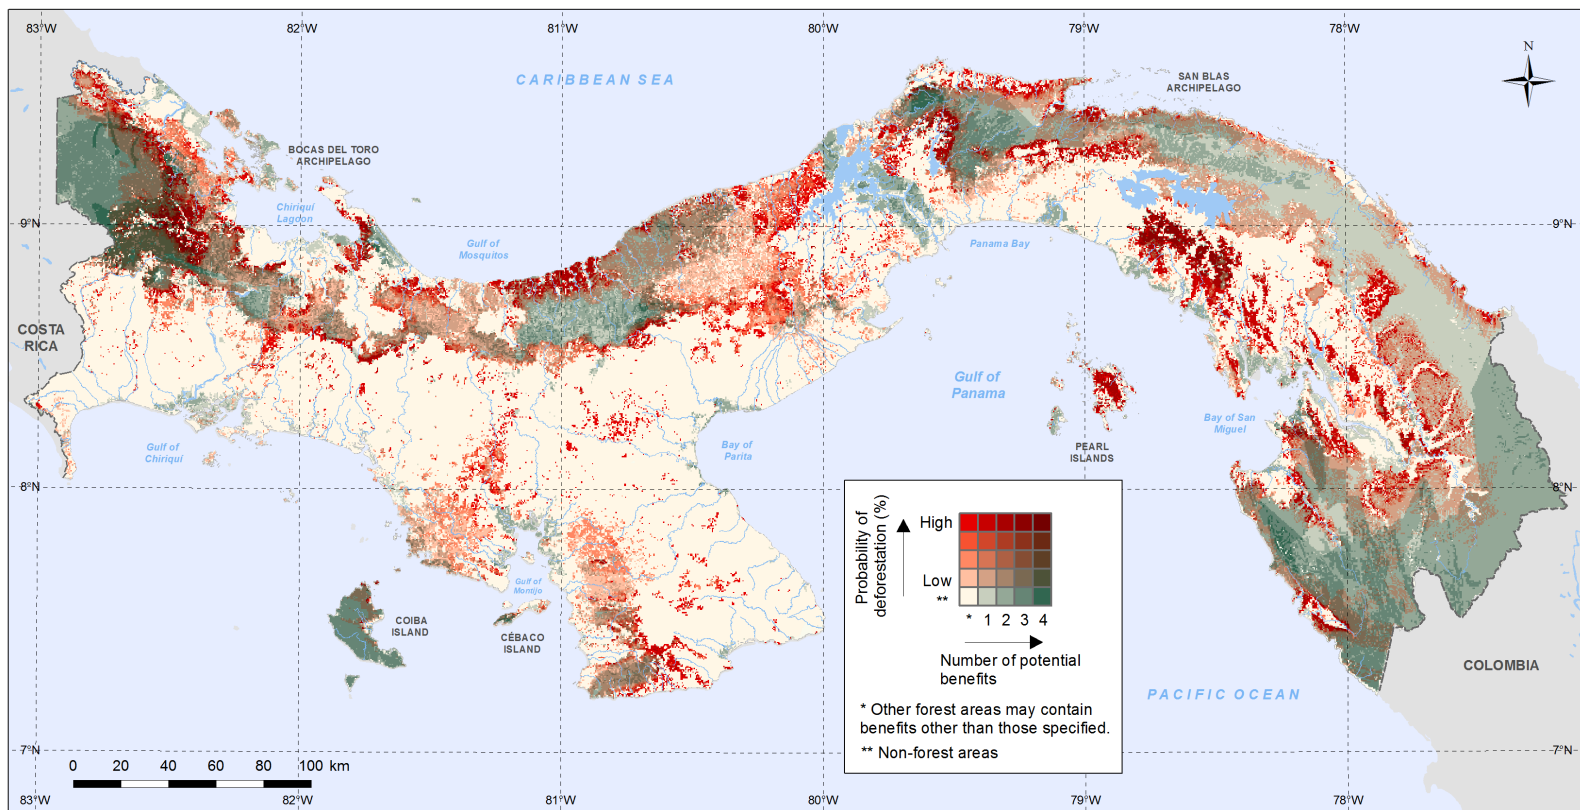 83°W
82°W
81°W
80°W
79°W
78°W
N
CARIBBEAN SEA
SAN BLAS
ARCHIPELAGO
BOCAS DEL TORO
ARCHIPELAGO
Chiriquí
Lagoon
9°N
9°N
Gulf of
Mosquitos
Panama Bay
COSTA
RICA
Gulf of
Panama
Gulf of
Chiriquí
Bay of
Parita
PEARL
ISLANDS
Bay of San
Miguel
8°N
8°N
Gulf of
Montijo
COIBA
ISLAND
CÉBACO
ISLAND
COLOMBIA
PACIFIC OCEAN
Probability of
deforestation (%)
High
Low
**
* 1 2 3 4
Number of potential
benefits
* Other forest areas may contain
benefits other than those specified.
** Non-forest areas
7°N
7°N
0 20 40 60 80 100 km
83°W
82°W
81°W
80°W
79°W
78°W